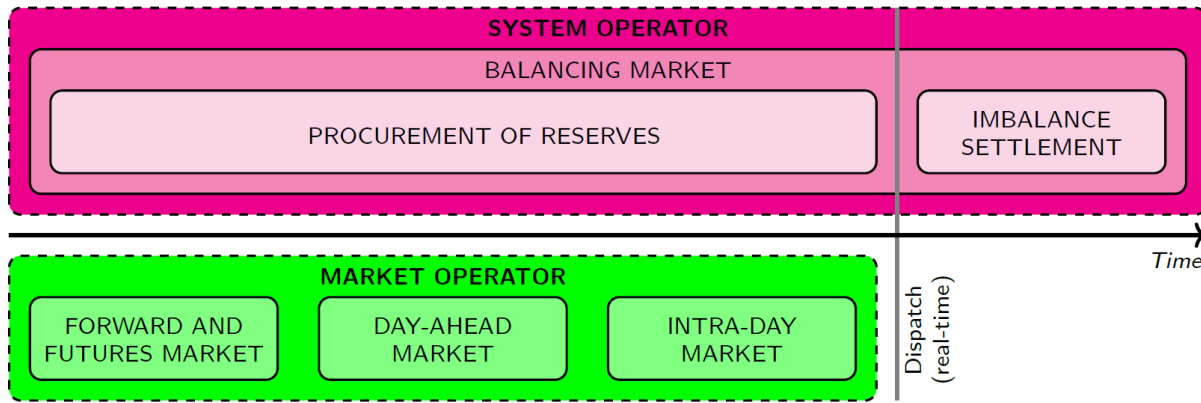 SYSTEM OPERATOR
BALANCING MARKET
PROCUREMENT OF RESERVES
IMBALANCE
SETTLEMENT
Time
MARKET OPERATOR
FORWARD AND
FUTURES MARKET
DAY-AHEAD
MARKET
INTRA-DAY
MARKET
Dispatch
(real-time)